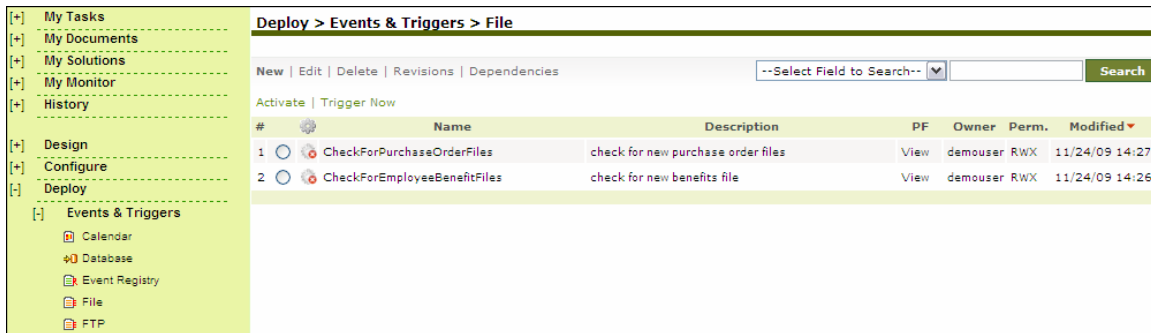 [+] My Tasks
[+] My Documents
[+] My Solutions
[+] My Monitor
[+] History
[+] Design
[+] Configure
[-] Deploy
[-] Events & Triggers
Calendar
Database
Event Registry
File
FTP
Deploy > Events & Triggers > File
New | Edit | Delete | Revisions | Dependencies
--Select Field to Search-- Search
Activate | Trigger Now
# Name Description PF Owner Perm. Modified
1 CheckForPurchaseOrderFiles check for new purchase order files View demouser RWX 11/24/09 14:27
2 CheckForEmployeeBenefitFiles check for new benefits file View demouser RWX 11/24/09 14:26